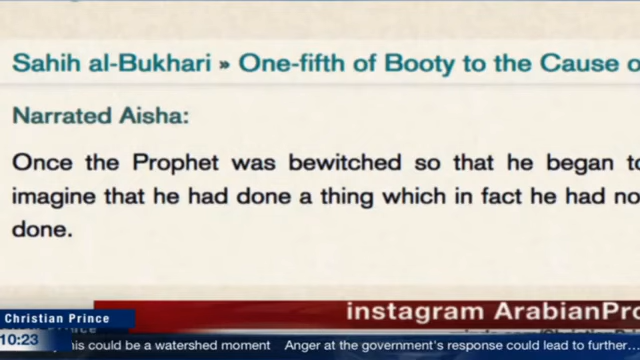 Sahih al-Bukhari » One-fifth of Booty to the Cause o
Narrated Aisha:
Once the Prophet was bewitched so that he began to
imagine that he had done a thing which in fact he had no
done.
instagram ArabianPro
Christian Prince
10:23
his could be a watershed moment Anger at the government's response could lead to further...